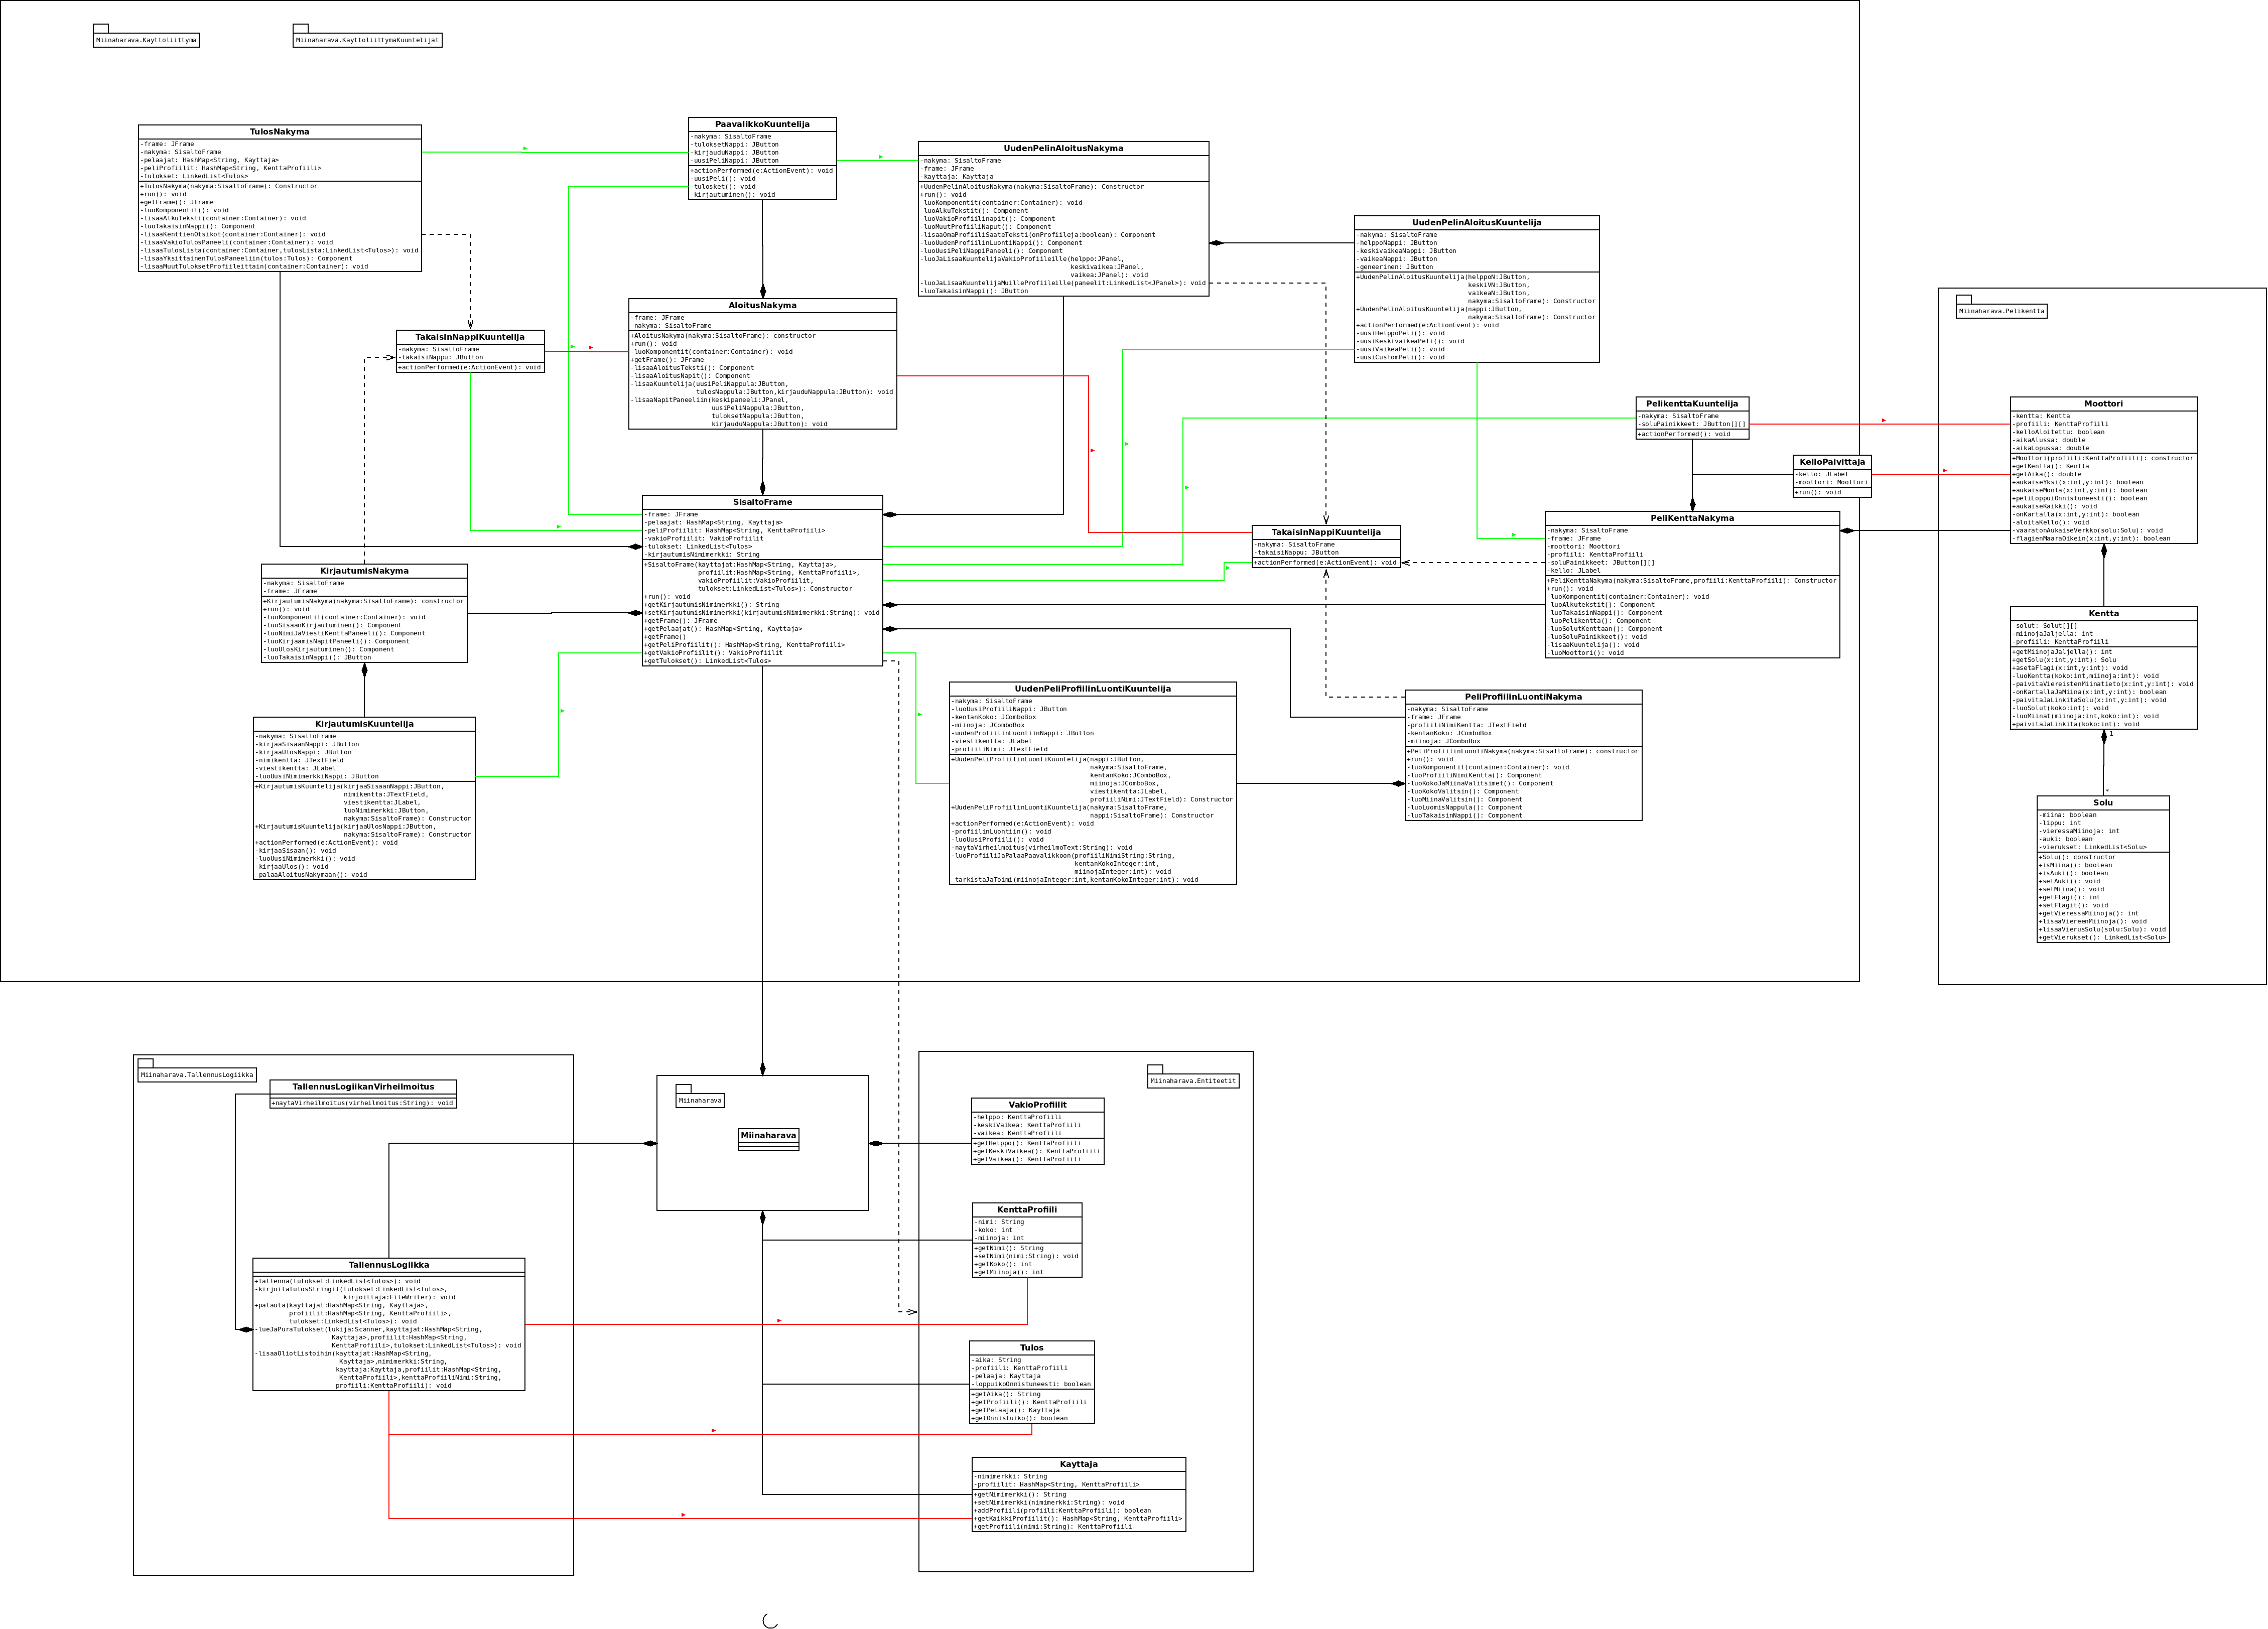 Miinaharava.Kayttoliittyma
Miinaharava.KayttoliittymaKuuntelijat
TulosNakyma
-frame: JFrame
-nakyma: SisaltoFrame
-pelaajat: HashMap<String, Kayttaja>
-peliProfiilit: HashMap<String, KenttaProfiili>
-tulokset: LinkedList<Tulos>
+TulosNakyma(nakyma:SisaltoFrame): Constructor
+run(): void
+getFrame(): JFrame
-luoKomponentit(): void
-lisaaAlkuTeksti(container:Container): void
-luoTakaisinNappi(): Component
-lisaaKenttienOtsikot(container:Container): void
-lisaaVakioTulosPaneeli(container:Container): void
-lisaaTulosLista(container:Container,tulosLista:LinkedList<Tulos>): void
-lisaaYksittainenTulosPaneeliin(tulos:Tulos): Component
-lisaaMuutTuloksetProfiileittain(container:Container): void
PaavalikkoKuuntelija
-nakyma: SisaltoFrame
-tuloksetNappi: JButton
-kirjauduNappi: JButton
-uusiPeliNappi: JButton
+actionPerformed(e:ActionEvent): void
-uusiPeli(): void
-tulosket(): void
-kirjautuminen(): void
UudenPelinAloitusNakyma
-nakyma: SisaltoFrame
-frame: JFrame
-kayttaja: Kayttaja
+UudenPelinAloitusNakyma(nakyma:SisaltoFrame): Constructor
+run(): void
-luoKomponentit(container:Container): void
-luoAlkuTekstit(): Component
-luoVakioProfiilinapit(): Component
-luoMuutProfiiliNaput(): Component
-lisaaOmaProfiiliSaateTeksti(onProfiileja:boolean): Component
-luoUudenProfiilinLuontiNappi(): Component
-luoUusiPeliNappiPaneeli(): Component
-luoJaLisaaKuuntelijaVakioProfiileille(helppo:JPanel,
keskivaikea:JPanel,
vaikea:JPanel): void
-luoJaLisaaKuuntelijaMuilleProfiileille(paneelit:LinkedList<JPanel>): void
-luoTakaisinNappi(): JButton
UudenPelinAloitusKuuntelija
-nakyma: SisaltoFrame
-helppoNappi: JButton
-keskivaikeaNappi: JButton
-vaikeaNappi: JButton
-geneerinen: JButton
+UudenPelinAloitusKuuntelija(helppoN:JButton,
keskiVN:JButton,
vaikeaN:JButton,
nakyma:SisaltoFrame): Constructor
+UudenPelinAloitusKuuntelija(nappi:JButton,
nakyma:SisaltoFrame): Constructor
+actionPerformed(e:ActionEvent): void
-uusiHelppoPeli(): void
-uusiKeskivaikeaPeli(): void
-uusiVaikeaPeli(): void
-uusiCustomPeli(): void
TakaisinNappiKuuntelija
-nakyma: SisaltoFrame
-takaisiNappu: JButton
+actionPerformed(e:ActionEvent): void
AloitusNakyma
-frame: JFrame
-nakyma: SisaltoFrame
+AloitusNakyma(nakyma:SisaltoFrame): constructor
+run(): void
-luoKomponentit(container:Container): void
+getFrame(): JFrame
-lisaaAloitusTeksti(): Component
-lisaaAloitusNapit(): Component
-lisaaKuuntelija(uusiPeliNappula:JButton,
tulosNappula:JButton,kirjauduNappula:JButton): void
-lisaaNapitPaneeliin(keskipaneeli:JPanel,
uusiPeliNappula:JButton,
tuloksetNappula:JButton,
kirjauduNappula:JButton): void
PelikenttaKuuntelija
-nakyma: SisaltoFrame
-soluPainikkeet: JButton[][]
+actionPerformed(): void
KelloPaivittaja
-kello: JLabel
-moottori: Moottori
+run(): void
SisaltoFrame
-frame: JFrame
-pelaajat: HashMap<String, Kayttaja>
-peliProfiilit: HashMap<String, KenttaProfiili>
-vakioProfiilit: VakioProfiilit
-tulokset: LinkedList<Tulos>
-kirjautumisNimimerkki: String
+SisaltoFrame(kayttajat:HashMap<String, Kayttaja>,
profiilit:HashMap<String, KenttaProfiili>,
vakioProfiilit:VakioProfiilit,
tulokset:LinkedList<Tulos>): Constructor
+run(): void
+getKirjautumisNimimerkki(): String
+setKirjautumisNimimerkki(kirjautumisNimimerkki:String): void
+getFrame(): JFrame
+getPelaajat(): HashMap<Srting, Kayttaja>
+getFrame()
+getPeliProfiilit(): HashMap<String, KenttaProfiili>
+getVakioProfiilit(): VakioProfiilit
+getTulokset(): LinkedList<Tulos>
TakaisinNappiKuuntelija
-nakyma: SisaltoFrame
-takaisiNappu: JButton
+actionPerformed(e:ActionEvent): void
PeliKenttaNakyma
-nakyma: SisaltoFrame
-frame: JFrame
-moottori: Moottori
-profiili: KenttaProfiili
-soluPainikkeet: JButton[][]
-kello: JLabel
+PeliKenttaNakyma(nakyma:SisaltoFrame,profiili:KenttaProfiili): Constructor
+run(): void
-luoKomponentit(container:Container): void
-luoAlkutekstit(): Component
-luoTakaisinNappi(): Component
-luoPelikentta(): Component
-luoSolutKenttaan(): Component
-luoSoluPainikkeet(): void
-lisaaKuuntelija(): void
-luoMoottori(): void
KirjautumisNakyma
-nakyma: SisaltoFrame
-frame: JFrame
+KirjautumisNakyma(nakyma:SisaltoFrame): constructor
+run(): void
-luoKomponentit(container:Container): void
-luoSisaanKirjautuminen(): Component
-luoNimiJaViestiKenttaPaneeli(): Component
-luoKirjaamisNapitPaneeli(): Component
-luoUlosKirjautuminen(): Component
-luoTakaisinNappi(): JButton
KirjautumisKuuntelija
-nakyma: SisaltoFrame
-kirjaaSisaanNappi: JButton
-kirjaaUlosNappi: JButton
-nimikentta: JTextField
-viestikentta: JLabel
-luoUusiNimimerkkiNappi: JButton
+KirjautumisKuuntelija(kirjaaSisaanNappi:JButton,
nimikentta:JTextField,
viestikentta:JLabel,
luoNimimerkki:JButton,
nakyma:SisaltoFrame): Constructor
+KirjautumisKuuntelija(kirjaaUlosNappi:JButton,
nakyma:SisaltoFrame): Constructor
+actionPerformed(e:ActionEvent): void
-kirjaaSisaan(): void
-luoUusiNimimerkki(): void
-kirjaaUlos(): void
-palaaAloitusNakymaan(): void
UudenPeliProfiilinLuontiKuuntelija
-nakyma: SisaltoFrame
-luoUusiProfiiliNappi: JButton
-kentanKoko: JComboBox
-miinoja: JComboBox
-uudenProfiilinLuontiinNappi: JButton
-viestikentta: JLabel
-profiiliNimi: JTextField
+UudenPeliProfiilinLuontiKuuntelija(nappi:JButton,
nakyma:SisaltoFrame,
kentanKoko:JComboBox,
miinoja:JComboBox,
viestikentta:JLabel,
profiiliNimi:JTextField): Constructor
+UudenPeliProfiilinLuontiKuuntelija(nakyma:SisaltoFrame,
nappi:SisaltoFrame): Constructor
+actionPerformed(e:ActionEvent): void
-profiilinLuontiin(): void
-luoUusiProfiili(): void
-naytaVirheilmoitus(virheilmoText:String): void
-luoProfiiliJaPalaaPaavalikkoon(profiiliNimiString:String,
kentanKokoInteger:int,
miinojaInteger:int): void
-tarkistaJaToimi(miinojaInteger:int,kentanKokoInteger:int): void
PeliProfiilinLuontiNakyma
-nakyma: SisaltoFrame
-frame: JFrame
-profiiliNimiKentta: JTextField
-kentanKoko: JComboBox
-miinoja: JComboBox
+PeliProfiilinLuontiNakyma(nakyma:SisaltoFrame): constructor
+run(): void
-luoKomponentit(container:Container): void
-luoProfiiliNimiKentta(): Component
-luoKokoJaMiinaValitsimet(): Component
-luoKokoValitsin(): Component
-luoMiinaValitsin(): Component
-luoLuomisNappula(): Component
-luoTakaisinNappi(): Component
Miinaharava.Pelikentta
Moottori
-kentta: Kentta
-profiili: KenttaProfiili
-kelloAloitettu: boolean
-aikaAlussa: double
-aikaLopussa: double
+Moottori(profiili:KenttaProfiili): constructor
+getKentta(): Kentta
+getAika(): double
+aukaiseYksi(x:int,y:int): boolean
+aukaiseMonta(x:int,y:int): boolean
+peliLoppuiOnnistuneesti(): boolean
+aukaiseKaikki(): void
-onKartalla(x:int,y:int): boolean
-aloitaKello(): void
-vaaratonAukaiseVerkko(solu:Solu): void
-flagienMaaraOikein(x:int,y:int): boolean
Kentta
-solut: Solut[][]
-miinojaJaljella: int
-profiili: KenttaProfiili
+getMiinojaJaljella(): int
+getSolu(x:int,y:int): Solu
+asetaFlagi(x:int,y:int): void
-luoKentta(koko:int,miinoja:int): void
-paivitaViereistenMiinatieto(x:int,y:int): void
-onKartallaJaMiina(x:int,y:int): boolean
-paivitaJaLinkitaSolu(x:int,y:int): void
-luoSolut(koko:int): void
-luoMiinat(miinoja:int,koko:int): void
+paivitaJaLinkita(koko:int): void
1
*
Solu
-miina: boolean
-lippu: int
-vieressaMiinoja: int
-auki: boolean
-vierukset: LinkedList<Solu>
+Solu(): constructor
+isMiina(): boolean
+isAuki(): boolean
+setAuki(): void
+setMiina(): void
+getFlagi(): int
+setFlagit(): void
+getVieressaMiinoja(): int
+lisaaViereenMiinoja(): void
+lisaaVierusSolu(solu:Solu): void
+getVierukset(): LinkedList<Solu>
Miinaharava.TallennusLogiikka
TallennusLogiikanVirheilmoitus
+naytaVirheilmoitus(virheilmoitus:String): void
TallennusLogiikka
+tallenna(tulokset:LinkedList<Tulos>): void
-kirjoitaTulosStringit(tulokset:LinkedList<Tulos>,
kirjoittaja:FileWriter): void
+palauta(kayttajat:HashMap<String, Kayttaja>,
profiilit:HashMap<String, KenttaProfiili>,
tulokset:LinkedList<Tulos>): void
-lueJaPuraTulokset(lukija:Scanner,kayttajat:HashMap<String,
Kayttaja>,profiilit:HashMap<String,
KenttaProfiili>,tulokset:LinkedList<Tulos>): void
-lisaaOliotListoihin(kayttajat:HashMap<String,
Kayttaja>,nimimerkki:String,
kayttaja:Kayttaja,profiilit:HashMap<String,
KenttaProfiili>,kenttaProfiiliNimi:String,
profiili:KenttaProfiili): void
Miinaharava
Miinaharava
Miinaharava.Entiteetit
VakioProfiilit
-helppo: KenttaProfiili
-keskiVaikea: KenttaProfiili
-vaikea: KenttaProfiili
+getHelppo(): KenttaProfiili
+getKeskiVaikea(): KenttaProfiili
+getVaikea(): KenttaProfiili
KenttaProfiili
-nimi: String
-koko: int
-miinoja: int
+getNimi(): String
+setNimi(nimi:String): void
+getKoko(): int
+getMiinoja(): int
Tulos
-aika: String
-profiili: KenttaProfiili
-pelaaja: Kayttaja
-loppuikoOnnistuneesti: boolean
+getAika(): String
+getProfiili(): KenttaProfiili
+getPelaaja(): Kayttaja
+getOnnistuiko(): boolean
Kayttaja
-nimimerkki: String
-profiilit: HashMap<String, KenttaProfiili>
+getNimimerkki(): String
+setNimimerkki(nimimerkki:String): void
+addProfiili(profiili:KenttaProfiili): boolean
+getKaikkiProfiilit(): HashMap<String, KenttaProfiili>
+getProfiili(nimi:String): KenttaProfiili